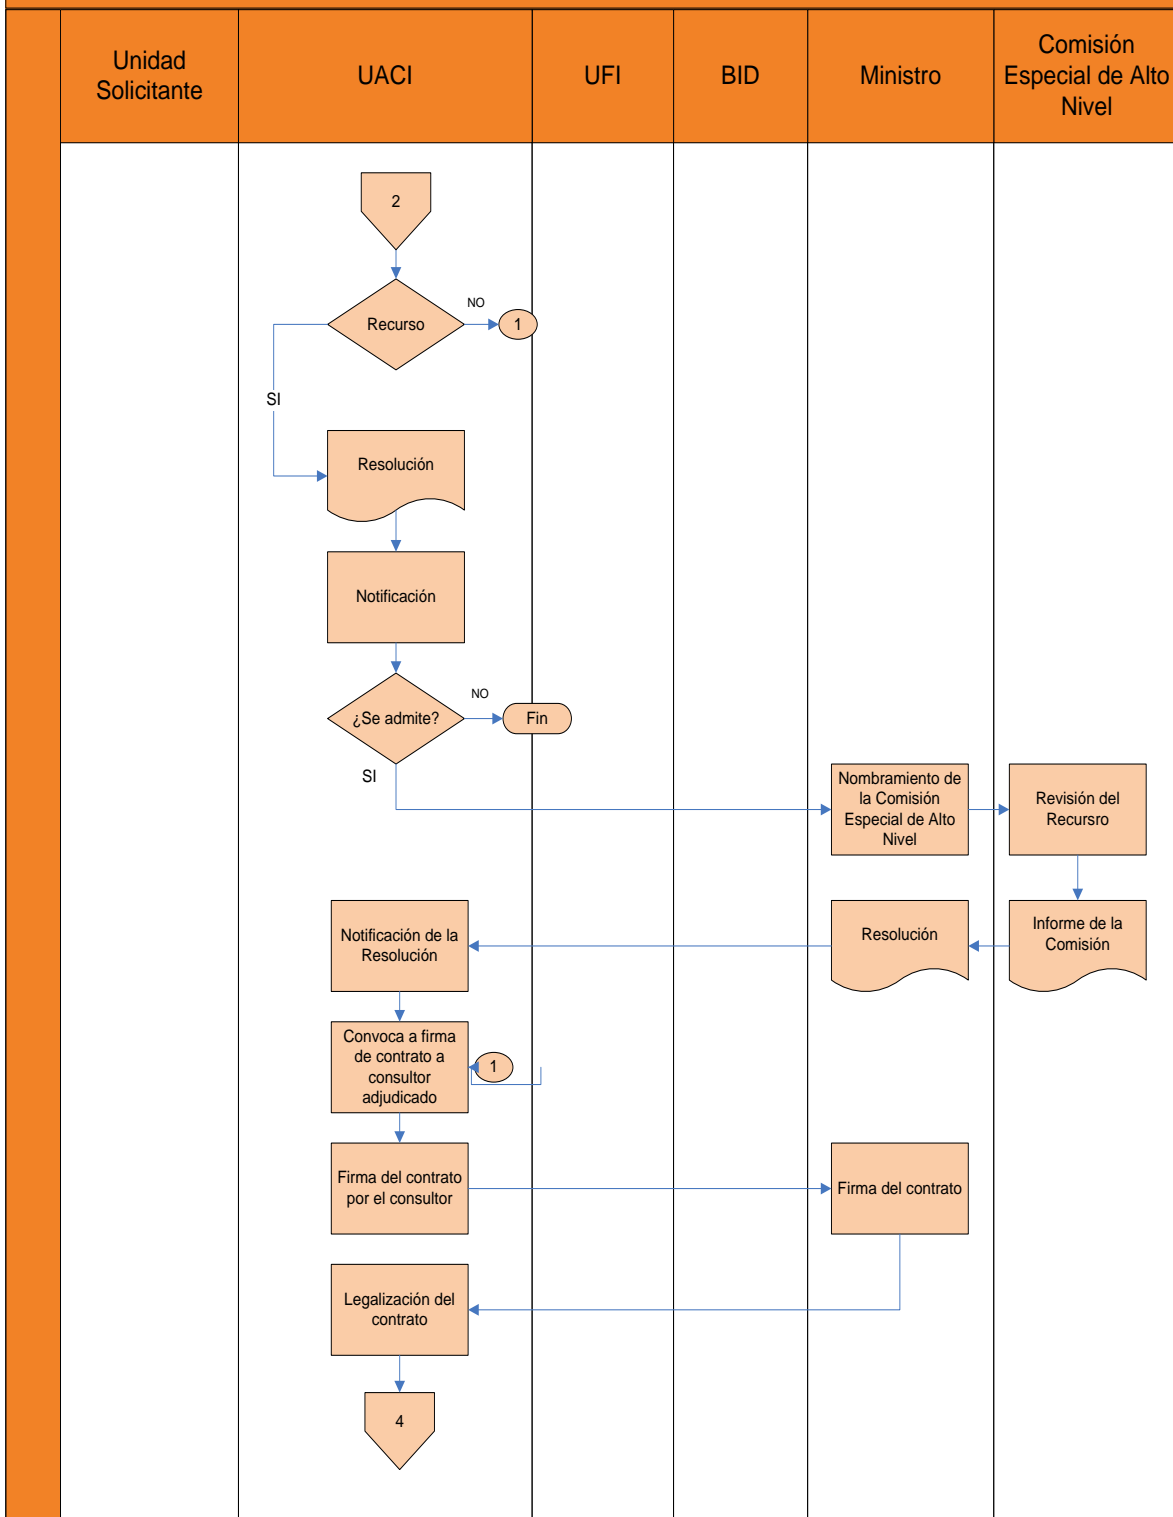 Unidad
Solicitante
UACI
UFI
BID
Ministro
Comisión
Especial de Alto
Nivel
2
Recurso
NO
1
SI
Resolución
Notificación
¿Se admite?
NO
Fin
SI
Nombramiento de
la Comisión
Especial de Alto
Nivel
Revisión del
Recursro
Notificación de la
Resolución
Resolución
Informe de la
Comisión
Convoca a firma
de contrato a
consultor
adjudicado
1
Firma del contrato
por el consultor
Firma del contrato
Legalización del
contrato
4